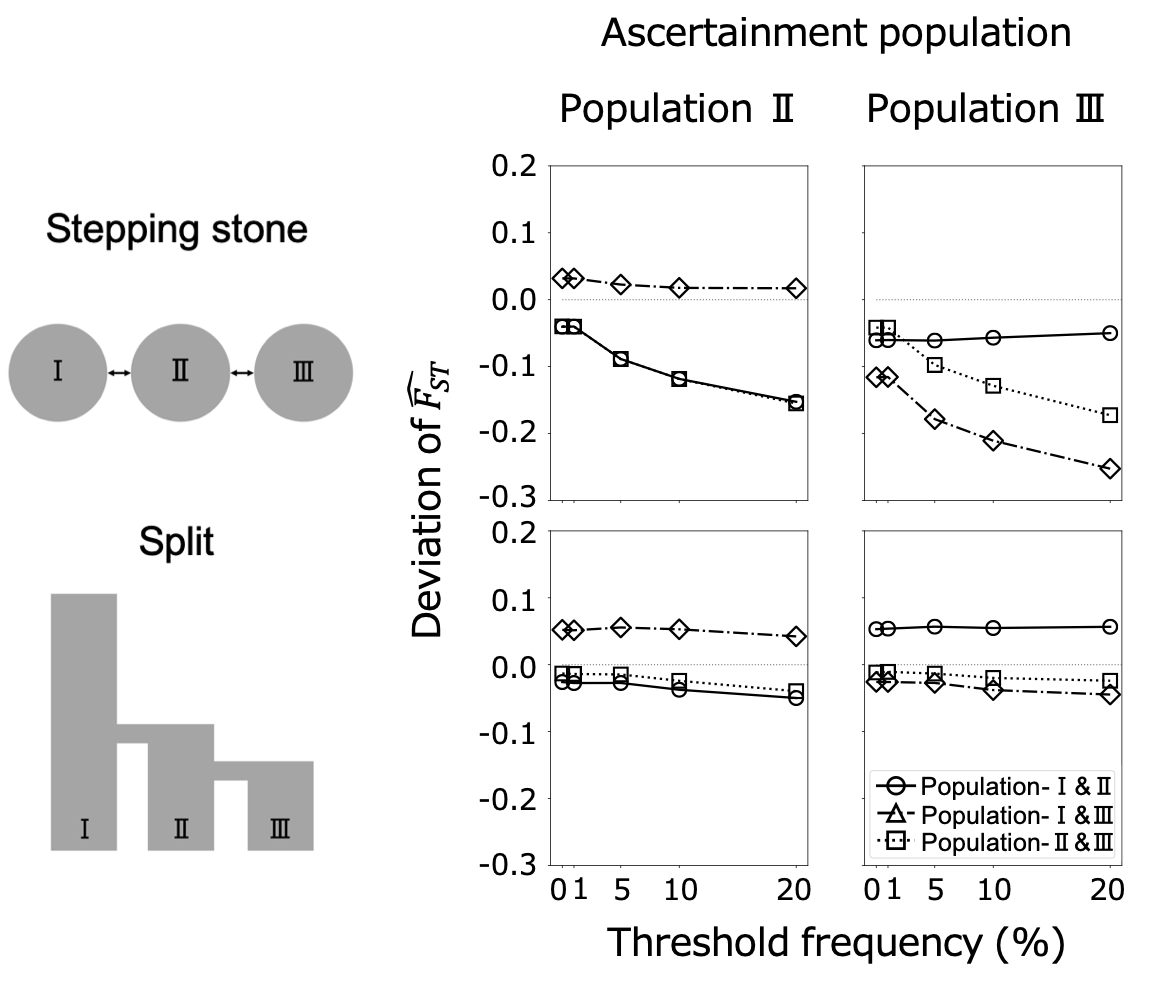 Ascertainment population
Population Ⅱ
Population Ⅲ
Stepping stone
Ⅰ Ⅱ Ⅲ
Split
Ⅰ Ⅱ Ⅲ
Deviation of \widehat{F_{ST}}
0.2
0.1
0.0
-0.1
-0.2
-0.3
0.2
0.1
0.0
-0.1
-0.2
-0.3
Population-Ⅰ&Ⅱ
Population-Ⅰ&Ⅲ
Population-Ⅱ&Ⅲ
0 1 5 10 20
0 1 5 10 20
Threshold frequency (%)